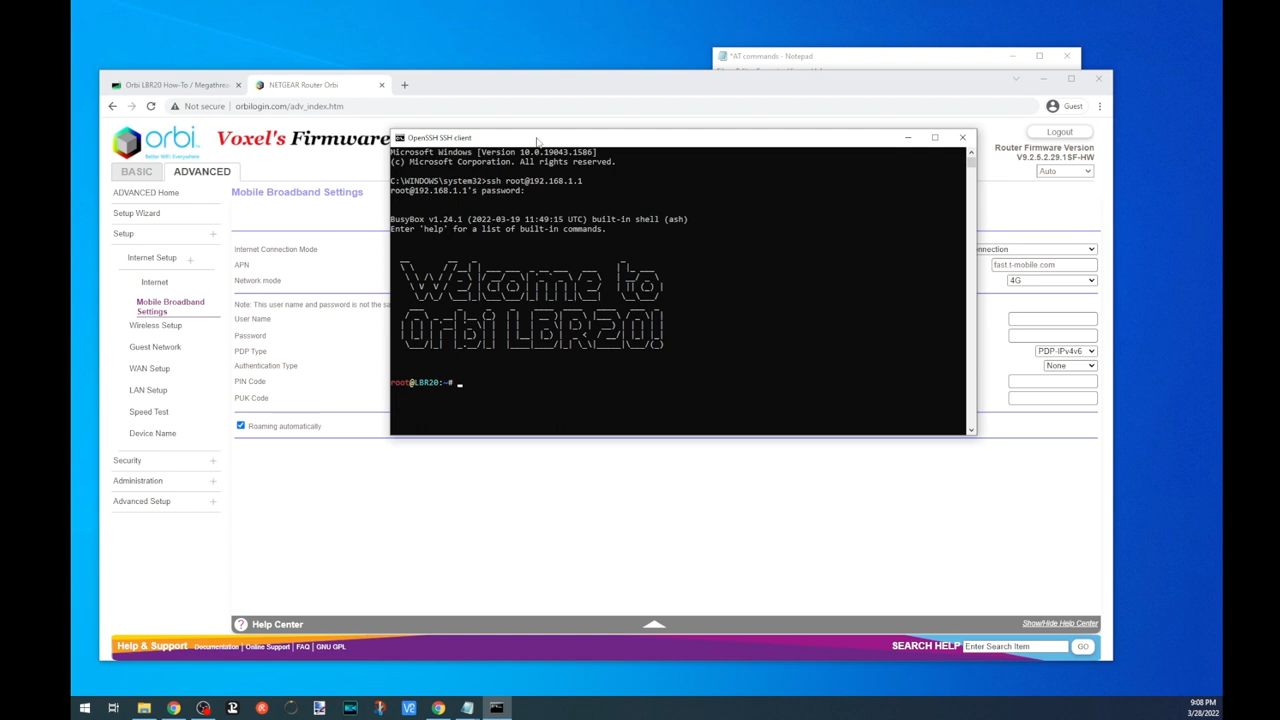 *AT commands - Notepad
Orbi LBR20 How-To / Megathres
NETGEAR Router Orbi
Not secure
orbilogin.com/adv_index.htm
Guest
orbi
Better WiFi. Everywhere.
Voxel's Firmware
Logout
Router Firmware Version
V9.2.5.2.29.1SF-HW
Auto
BASIC
ADVANCED
ADVANCED Home
Setup Wizard
Setup
Internet Setup
Internet
Mobile Broadband
Settings
Wireless Setup
Guest Network
WAN Setup
LAN Setup
Speed Test
Device Name
Security
Administration
Advanced Setup
Mobile Broadband Settings
Internet Connection Mode
nnection
APN
fast.t-mobile.com
Network mode
4G
Note: This user name and password is not the sa
User Name
Password
PDP Type
PDP-IPv4v6
Authentication Type
None
PIN Code
PUK Code
Roaming automatically
OpenSSH SSH client
Microsoft Windows [Version 10.0.19043.1586]
(c) Microsoft Corporation. All rights reserved.
C:\WINDOWS\system32>ssh root@192.168.1.1
root@192.168.1.1's password:
BusyBox v1.24.1 (2022-03-19 11:49:15 UTC) built-in shell (ash)
Enter 'help' for a list of built-in commands.
Welcome to
Orbi LBR20!
root@LBR20:~#
Help Center
Show/Hide Help Center
Help & Support Documentation | Online Support | FAQ | GNU GPL
SEARCH HELP
Enter Search Item
GO
9:08 PM
3/28/2022